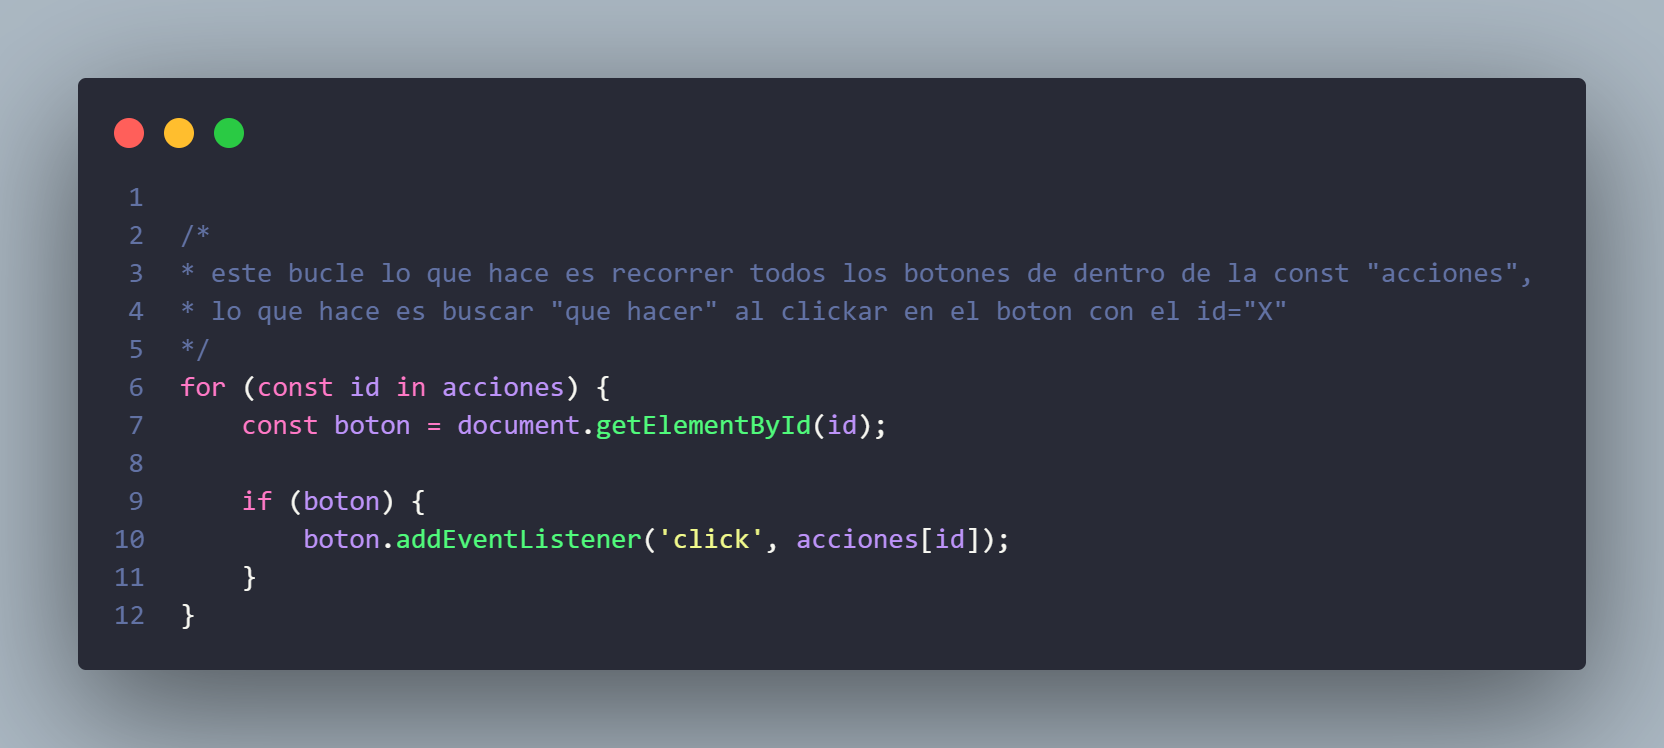 1
2 /*
3 * este bucle lo que hace es recorrer todos los botones de dentro de la const "acciones",
4 * lo que hace es buscar "que hacer" al clickar en el boton con el id="X"
5 */
6 for (const id in acciones) {
7     const boton = document.getElementById(id);
8
9     if (boton) {
10         boton.addEventListener('click', acciones[id]);
11     }
12 }